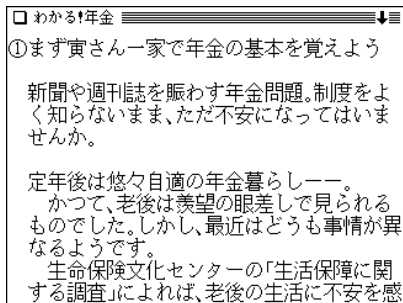 わかる!年金
①まず寅さん一家で年金の基本を覚えよう
新聞や週刊誌を賑わす年金問題。制度をよ
く知らないまま、ただ不安になってはいま
せんか。
定年後は悠々自適の年金暮らしーー。
かつて、老後は羨望の眼差しで見られる
ものでした。しかし、最近はどうも事情が異
なるようです。
生命保険文化センターの「生活保障に関
する調査」によれば、老後の生活に不安を感